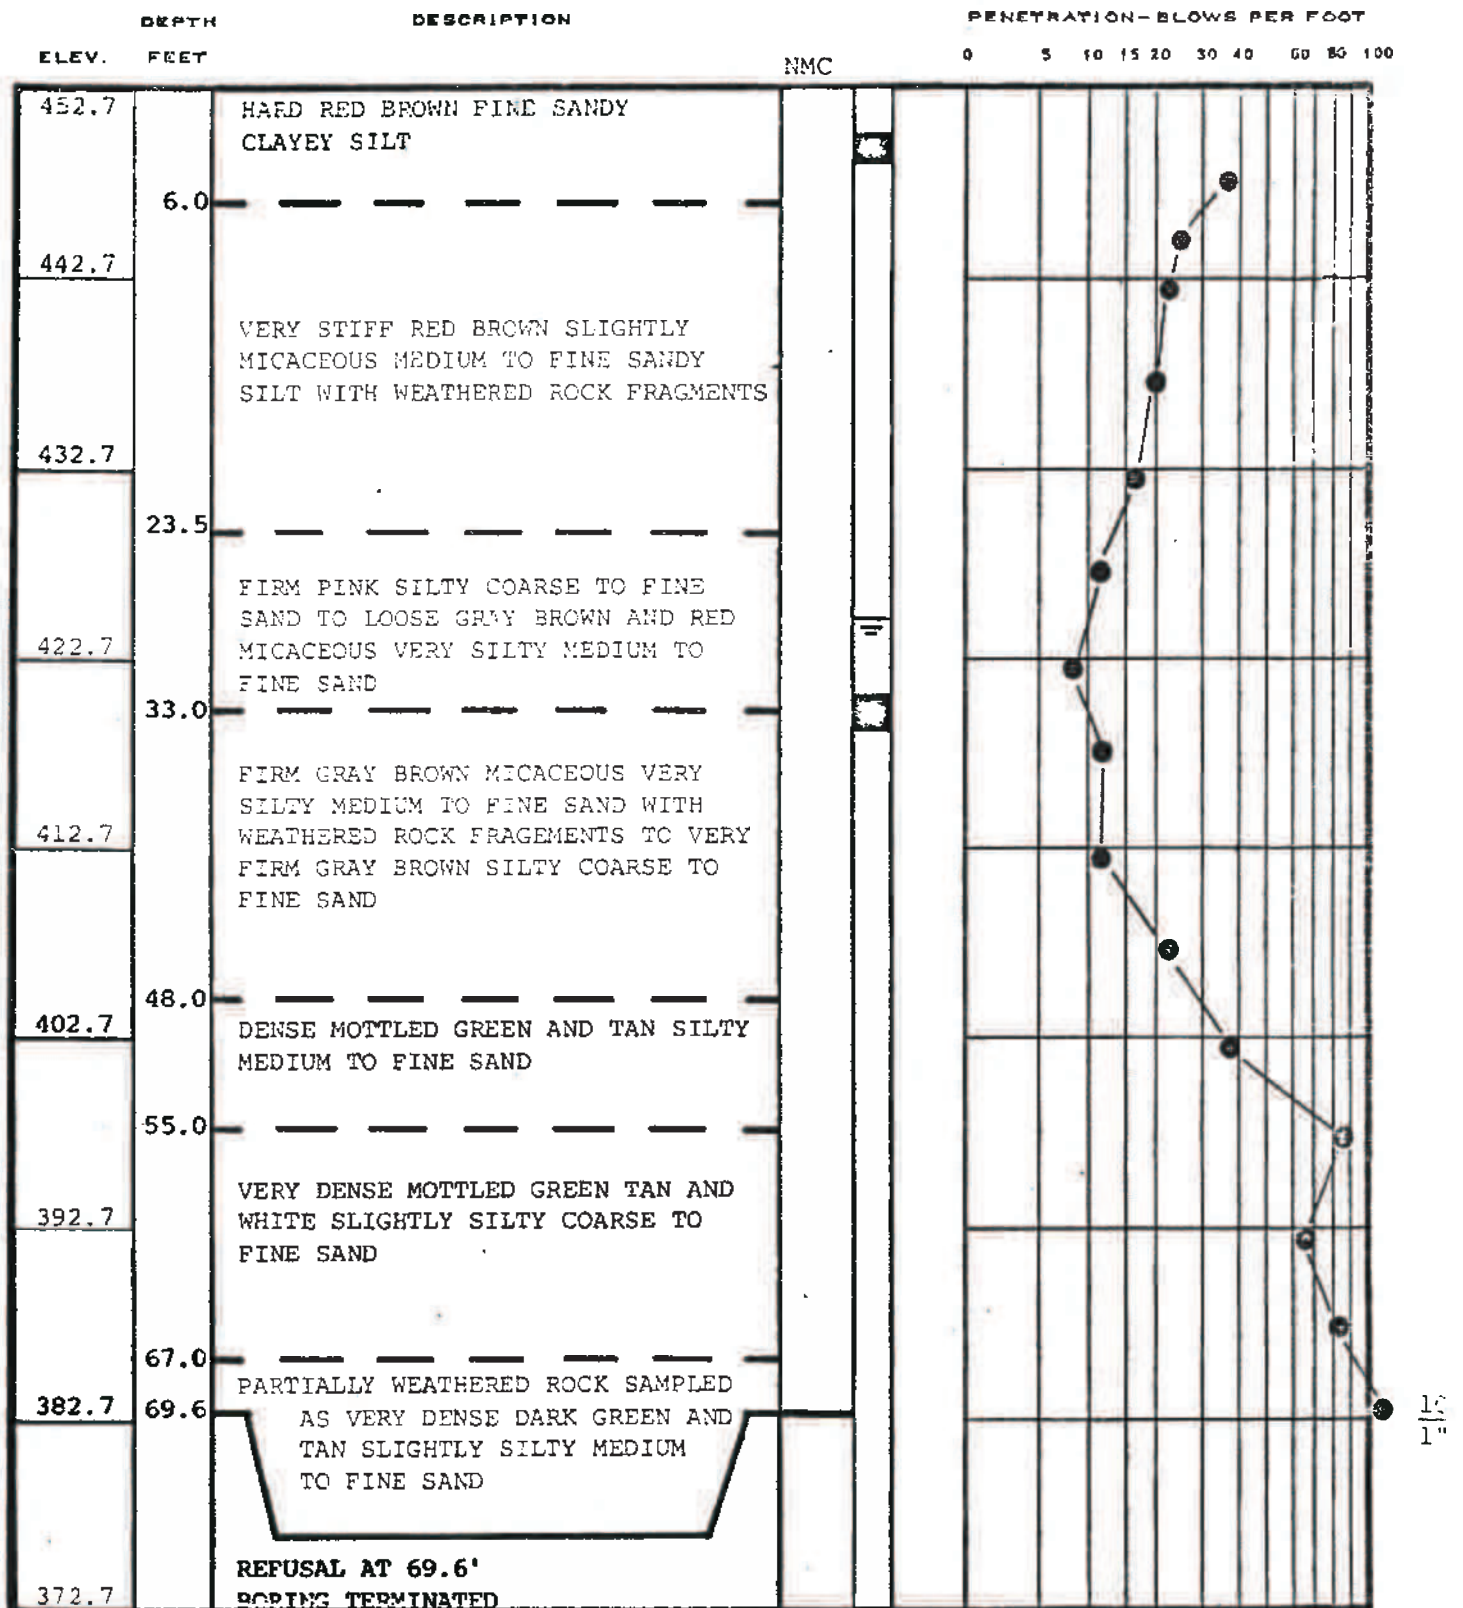 DEPTH DESCRIPTION PENETRATION-BLOWS PER FOOT
ELEV. FEET NMC 0 5 10 15 20 30 40 60 80 100
452.7 HARD RED BROWN FINE SANDY
CLAYEY SILT
6.0
442.7
VERY STIFF RED BROWN SLIGHTLY
MICACEOUS MEDIUM TO FINE SANDY
SILT WITH WEATHERED ROCK FRAGMENTS
432.7
23.5
FIRM PINK SILTY COARSE TO FINE
SAND TO LOOSE GRAY BROWN AND RED
422.7 MICACEOUS VERY SILTY MEDIUM TO
FINE SAND
33.0
FIRM GRAY BROWN MICACEOUS VERY
SILTY MEDIUM TO FINE SAND WITH
412.7 WEATHERED ROCK FRAGEMENTS TO VERY
FIRM GRAY BROWN SILTY COARSE TO
FINE SAND
48.0
402.7 DENSE MOTTLED GREEN AND TAN SILTY
MEDIUM TO FINE SAND
55.0
VERY DENSE MOTTLED GREEN TAN AND
392.7 WHITE SLIGHTLY SILTY COARSE TO
FINE SAND
67.0
PARTIALLY WEATHERED ROCK SAMPLED
382.7 69.6 AS VERY DENSE DARK GREEN AND
TAN SLIGHTLY SILTY MEDIUM
TO FINE SAND
1"
REFUSAL AT 69.6'
372.7 BORING TERMINATED